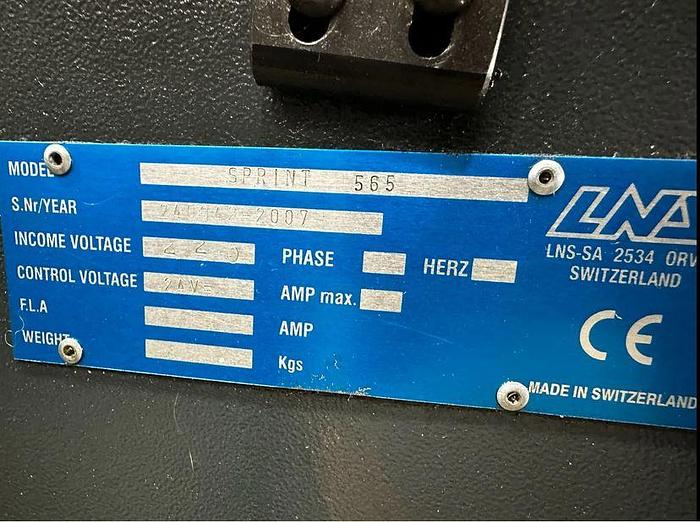 MODEL SPRINT 565
S.Nr/YEAR 2007
INCOME VOLTAGE PHASE HERZ
CONTROL VOLTAGE 24V= AMP max.
F.L.A AMP
WEIGHT Kgs
LNS
LNS-SA 2534 ORV
SWITZERLAND
CE
MADE IN SWITZERLAND